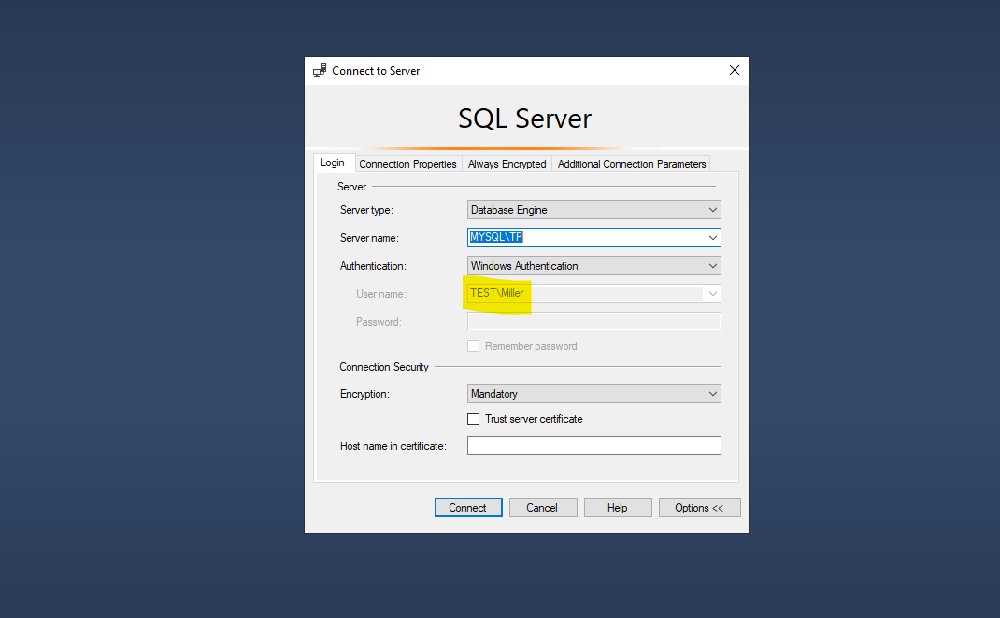 Connect to Server
SQL Server
Login Connection Properties Always Encrypted Additional Connection Parameters
Server
Server type: Database Engine
Server name: MYSQL\TP
Authentication: Windows Authentication
User name: TEST\Miller
Password:
Remember password
Connection Security
Encryption: Mandatory
Trust server certificate
Host name in certificate:
Connect Cancel Help Options <<